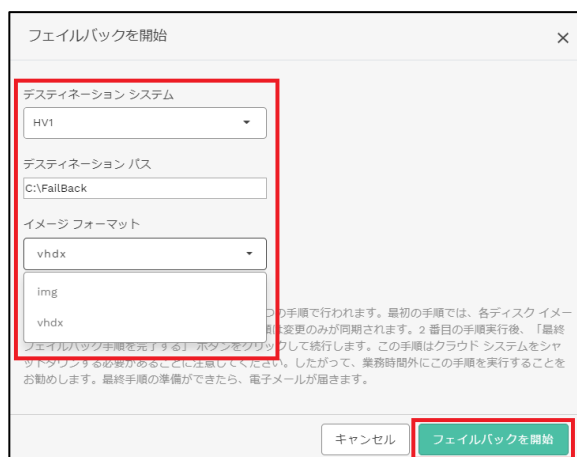 フェイルバックを開始
×
デスティネーション システム
HV1
デスティネーション パス
C:\FailBack
イメージ フォーマット
vhdx
img
vhdx
つの手順で行われます。最初の手順では、各ディスク イメー
順は変更のみが同期されます。2 番目の手順実行後、「最終
フェイルバック手順を完了する」 ボタンをクリックして続行します。この手順はクラウド システムをシャ
ットダウンする必要があることに注意してください。したがって、業務時間外にこの手順を実行することを
お勧めします。最終手順の準備ができたら、電子メールが届きます。
キャンセル
フェイルバックを開始